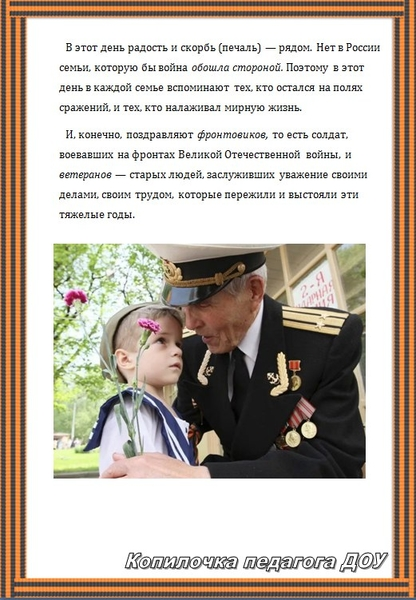 В этот день радость и скорбь (печаль) — рядом. Нет в России
семьи, которую бы война обошла стороной. Поэтому в этот
день в каждой семье вспоминают тех, кто остался на полях
сражений, и тех, кто налаживал мирную жизнь.
И, конечно, поздравляют фронтовиков, то есть солдат,
воевавших на фронтах Великой Отечественной войны, и
ветеранов — старых людей, заслуживших уважение своими
делами, своим трудом, которые пережили и выстояли эти
тяжелые годы.
2-Я
Копилочка педагога ДОУ